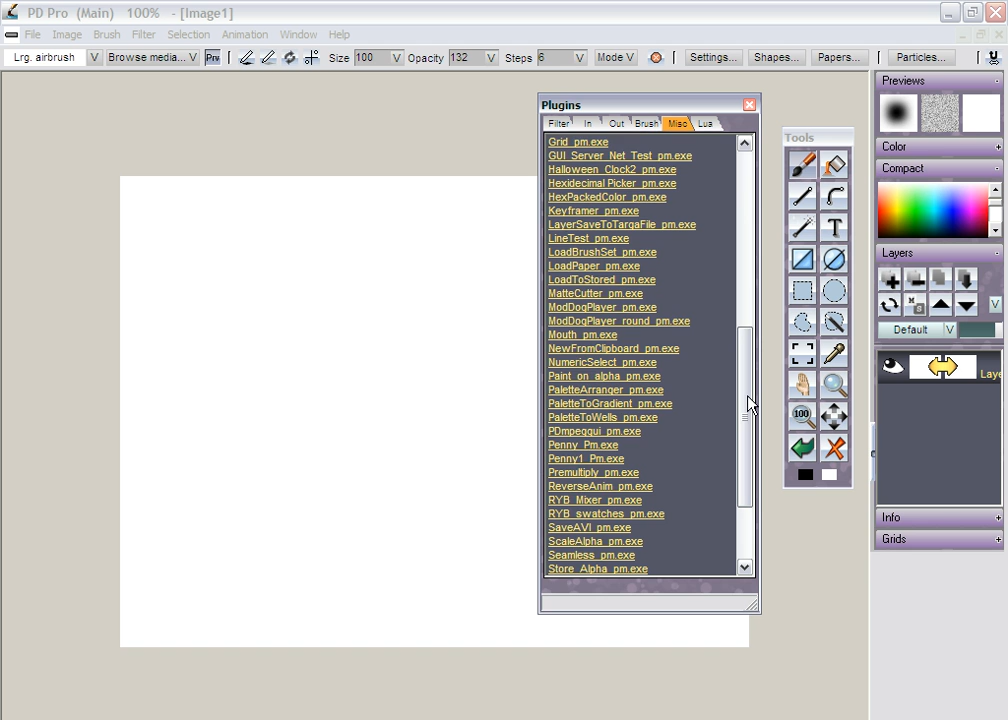 PD Pro (Main) 100% - [Image1]
File Image Brush Filter Selection Animation Window Help
Lrg. airbrush V Browse media... V Prv Size 100 V Opacity 132 V Steps 6 V Mode V Settings... Shapes... Papers... Particles...
Plugins
Filter In Out Brush Misc Lua
Grid_pm.exe
GUI_Server_Net_Test_pm.exe
Halloween_Clock2_pm.exe
Hexidecimal Picker_pm.exe
HexPackedColor_pm.exe
Keyframer_pm.exe
LayerSaveToTargaFile_pm.exe
LineTest_pm.exe
LoadBrushSet_pm.exe
LoadPaper_pm.exe
LoadToStored_pm.exe
MatteCutter_pm.exe
ModDogPlayer_pm.exe
ModDogPlayer_round_pm.exe
Mouth_pm.exe
NewFromClipboard_pm.exe
NumericSelect_pm.exe
Paint_on_alpha_pm.exe
PaletteArranger_pm.exe
PaletteToGradient_pm.exe
PaletteToWells_pm.exe
PDmpeggui_pm.exe
Penny_Pm.exe
Penny1_Pm.exe
Premultiply_pm.exe
ReverseAnim_pm.exe
RYB_Mixer_pm.exe
RYB_swatches_pm.exe
SaveAVI_pm.exe
ScaleAlpha_pm.exe
Seamless_pm.exe
Store_Alpha_pm.exe
Tools
T
100
Previews -
Color +
Compact -
Layers -
M S
V
Default V
Laye
Info +
Grids +